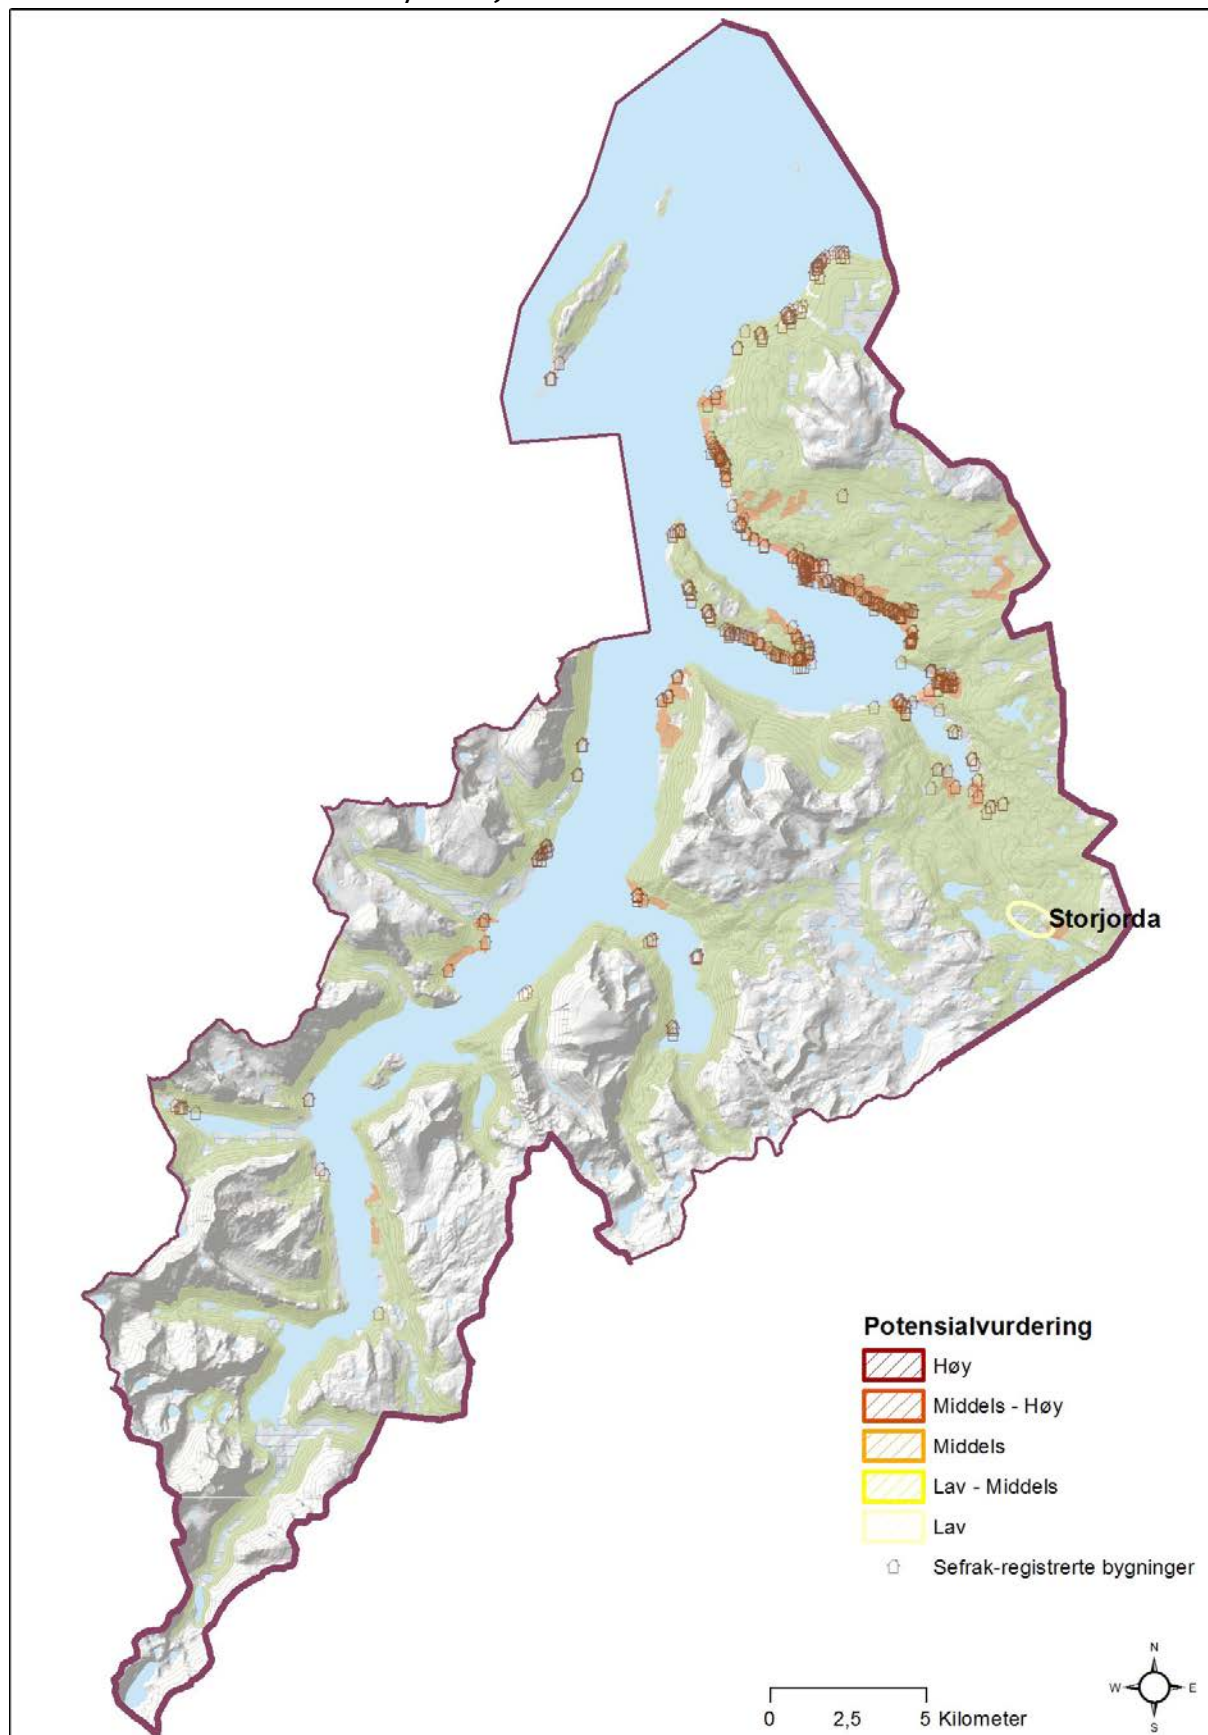 Storjorda
Potensialvurdering
Høy
Middels - Høy
Middels
Lav - Middels
Lav
Sefrak-registrerte bygninger
N
W E
S
0 2,5 5 Kilometer